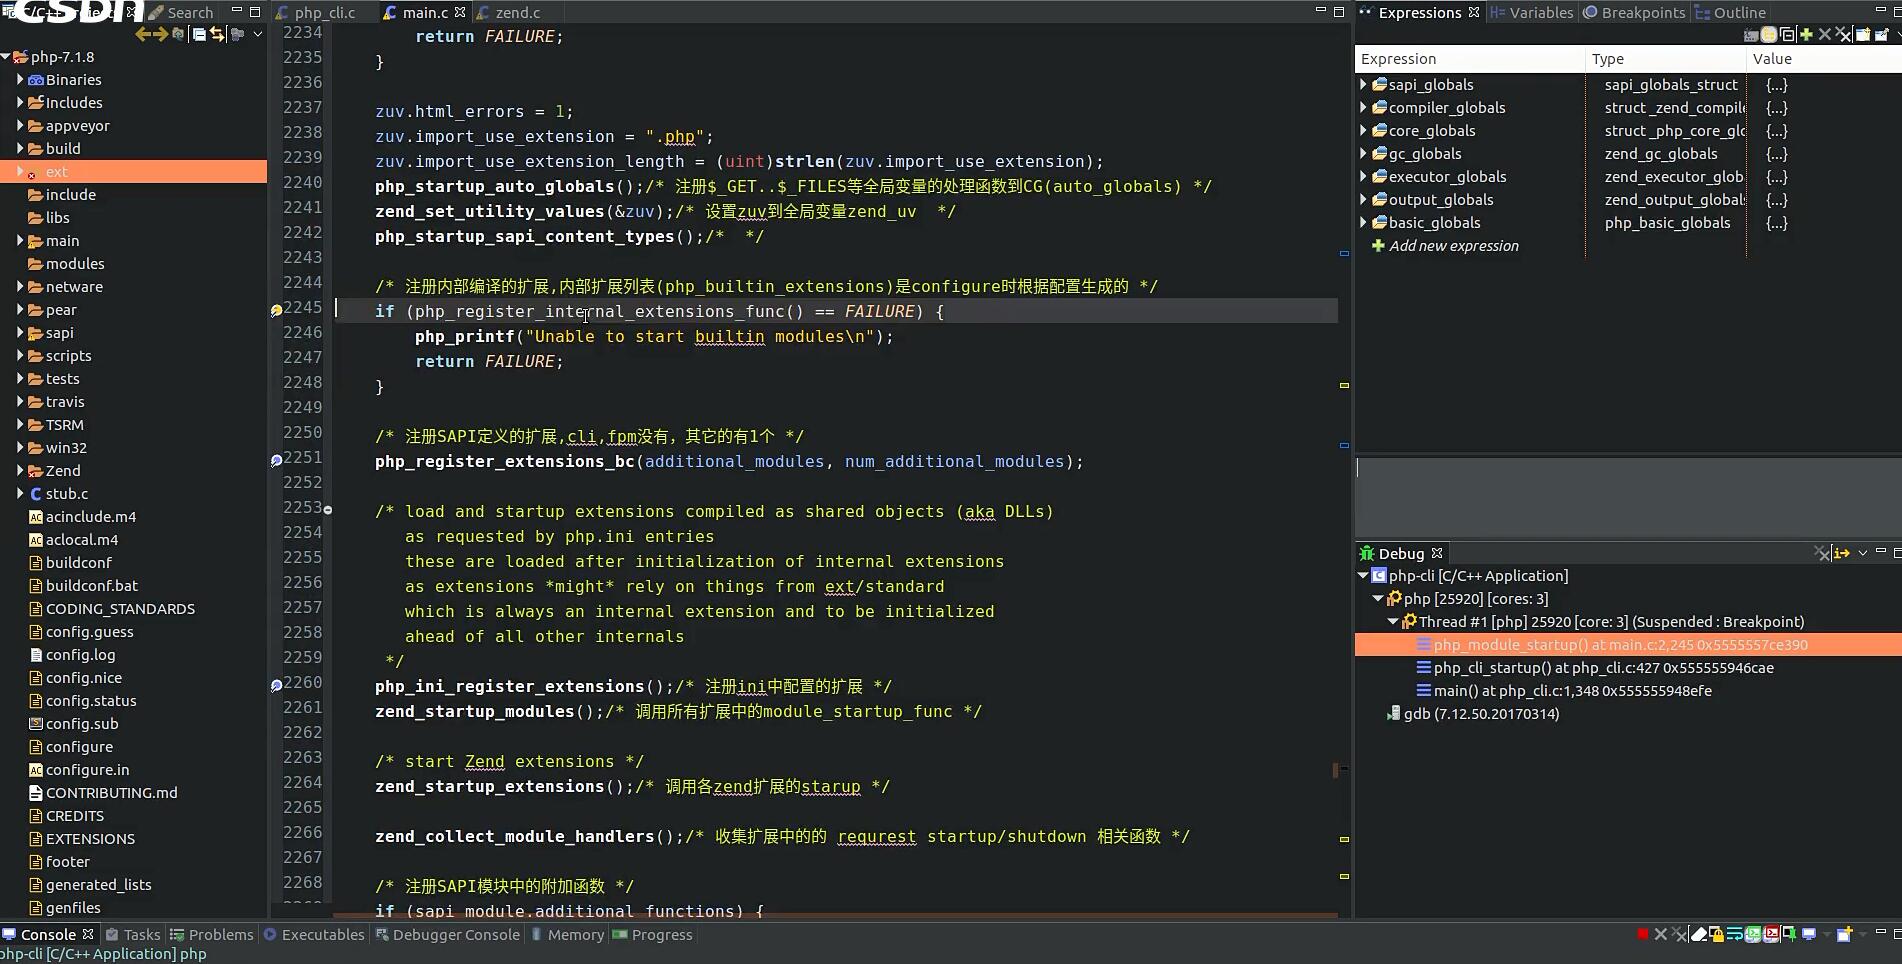 CSDN
C/C++ Project
Search
php_cli.c
main.c
zend.c
php-7.1.8
Binaries
Includes
appveyor
build
ext
include
libs
main
modules
netware
pear
sapi
scripts
tests
travis
TSRM
win32
Zend
stub.c
acinclude.m4
aclocal.m4
buildconf
buildconf.bat
CODING_STANDARDS
config.guess
config.log
config.nice
config.status
config.sub
configure
configure.in
CONTRIBUTING.md
CREDITS
EXTENSIONS
footer
generated_lists
genfiles
2234 return FAILURE;
2235 }
2236
2237 zuv.html_errors = 1;
2238 zuv.import_use_extension = ".php";
2239 zuv.import_use_extension_length = (uint)strlen(zuv.import_use_extension);
2240 php_startup_auto_globals();/* 注册$_GET..$_FILES等全局变量的处理函数到CG(auto_globals) */
2241 zend_set_utility_values(&zuv);/* 设置zuv到全局变量zend_uv */
2242 php_startup_sapi_content_types();/* */
2243
2244 /* 注册内部编译的扩展,内部扩展列表(php_builtin_extensions)是configure时根据配置生成的 */
2245 if (php_register_internal_extensions_func() == FAILURE) {
2246 php_printf("Unable to start builtin modules\n");
2247 return FAILURE;
2248 }
2249
2250 /* 注册SAPI定义的扩展,cli,fpm没有，其它的有1个 */
2251 php_register_extensions_bc(additional_modules, num_additional_modules);
2252
2253 /* load and startup extensions compiled as shared objects (aka DLLs)
2254 as requested by php.ini entries
2255 these are loaded after initialization of internal extensions
2256 as extensions *might* rely on things from ext/standard
2257 which is always an internal extension and to be initialized
2258 ahead of all other internals
2259 */
2260 php_ini_register_extensions();/* 注册ini中配置的扩展 */
2261 zend_startup_modules();/* 调用所有扩展中的module_startup_func */
2262
2263 /* start Zend extensions */
2264 zend_startup_extensions();/* 调用各zend扩展的starup */
2265
2266 zend_collect_module_handlers();/* 收集扩展中的的 requrest startup/shutdown 相关函数 */
2267
2268 /* 注册SAPI模块中的附加函数 */
if (sapi_module.additional_functions) {
Expressions
Variables
Breakpoints
Outline
Expression Type Value
sapi_globals sapi_globals_struct {...}
compiler_globals struct_zend_compile {...}
core_globals struct _php_core_glo {...}
gc_globals zend_gc_globals {...}
executor_globals zend_executor_glob {...}
output_globals zend_output_globals {...}
basic_globals php_basic_globals {...}
Add new expression
Debug
php-cli [C/C++ Application]
php [25920] [cores: 3]
Thread #1 [php] 25920 [core: 3] (Suspended : Breakpoint)
php_module_startup() at main.c:2,245 0x5555557ce390
php_cli_startup() at php_cli.c:427 0x555555946cae
main() at php_cli.c:1,348 0x555555948efe
gdb (7.12.50.20170314)
Console
Tasks
Problems
Executables
Debugger Console
Memory
Progress
php-cli [C/C++ Application] php